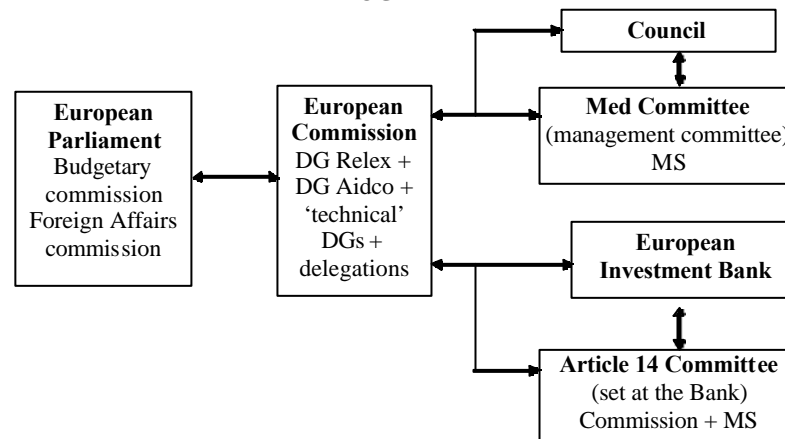 European
Parliament
Budgetary
commission
Foreign Affairs
commission
European
Commission
DG Relex +
DG Aidco +
‘technical’
DGs +
delegations
Council
Med Committee
(management committee)
MS
European
Investment Bank
Article 14 Committee
(set at the Bank)
Commission + MS